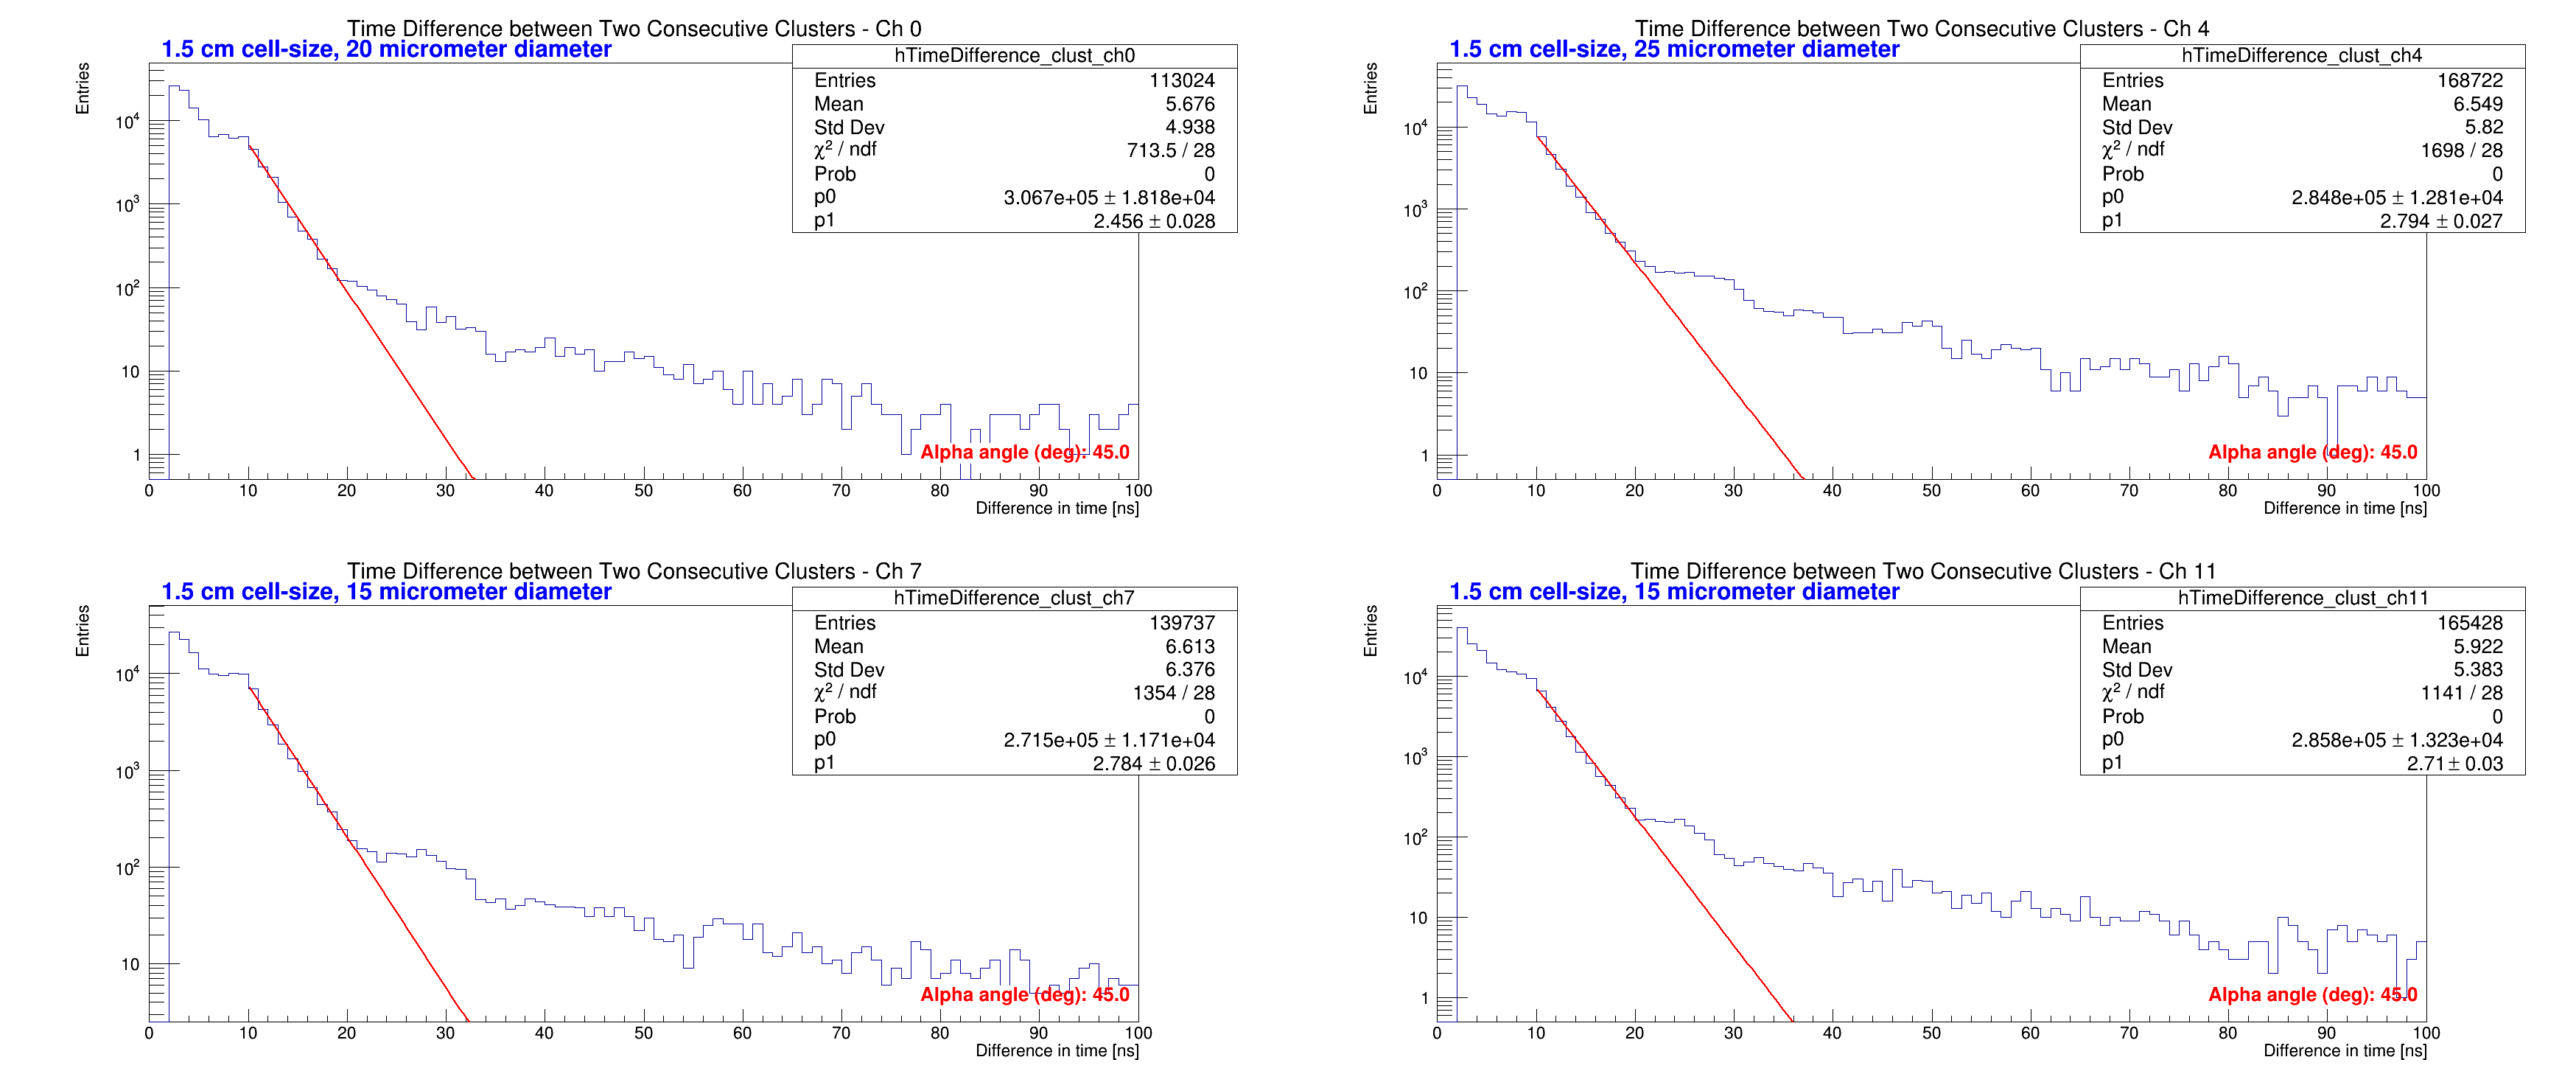 Time Difference between Two Consecutive Clusters - Ch 0
1.5 cm cell-size, 20 micrometer diameter
hTimeDifference_clust_ch0
Entries 113024
Mean 5.676
Std Dev 4.938
χ² / ndf 713.5 / 28
Prob 0
p0 3.067e+05 ± 1.818e+04
p1 2.456 ± 0.028
Entries
10⁴
10³
10²
10
1
Alpha angle (deg): 45.0
0 10 20 30 40 50 60 70 80 90 100
Difference in time [ns]
Time Difference between Two Consecutive Clusters - Ch 4
1.5 cm cell-size, 25 micrometer diameter
hTimeDifference_clust_ch4
Entries 168722
Mean 6.549
Std Dev 5.82
χ² / ndf 1698 / 28
Prob 0
p0 2.848e+05 ± 1.281e+04
p1 2.794 ± 0.027
Entries
10⁴
10³
10²
10
1
Alpha angle (deg): 45.0
0 10 20 30 40 50 60 70 80 90 100
Difference in time [ns]
Time Difference between Two Consecutive Clusters - Ch 7
1.5 cm cell-size, 15 micrometer diameter
hTimeDifference_clust_ch7
Entries 139737
Mean 6.613
Std Dev 6.376
χ² / ndf 1354 / 28
Prob 0
p0 2.715e+05 ± 1.171e+04
p1 2.784 ± 0.026
Entries
10⁴
10³
10²
10
Alpha angle (deg): 45.0
0 10 20 30 40 50 60 70 80 90 100
Difference in time [ns]
Time Difference between Two Consecutive Clusters - Ch 11
1.5 cm cell-size, 15 micrometer diameter
hTimeDifference_clust_ch11
Entries 165428
Mean 5.922
Std Dev 5.383
χ² / ndf 1141 / 28
Prob 0
p0 2.858e+05 ± 1.323e+04
p1 2.71 ± 0.03
Entries
10⁴
10³
10²
10
1
Alpha angle (deg): 45.0
0 10 20 30 40 50 60 70 80 90 100
Difference in time [ns]